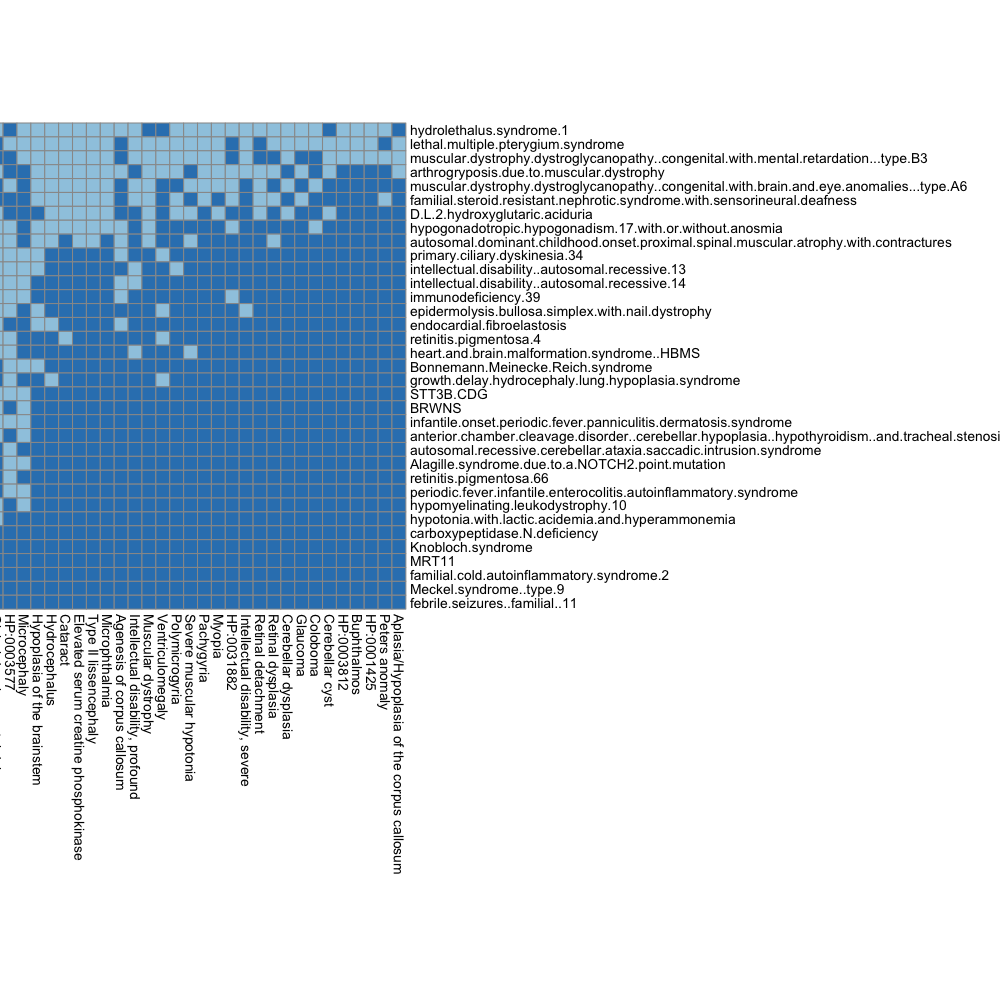 hydrolethalus.syndrome.1
lethal.multiple.pterygium.syndrome
muscular.dystrophy.dystroglycanopathy..congenital.with.mental.retardation...type.B3
arthrogryposis.due.to.muscular.dystrophy
muscular.dystrophy.dystroglycanopathy..congenital.with.brain.and.eye.anomalies...type.A6
familial.steroid.resistant.nephrotic.syndrome.with.sensorineural.deafness
D.L.2.hydroxyglutaric.aciduria
hypogonadotropic.hypogonadism.17.with.or.without.anosmia
autosomal.dominant.childhood.onset.proximal.spinal.muscular.atrophy.with.contractures
primary.ciliary.dyskinesia.34
intellectual.disability..autosomal.recessive.13
intellectual.disability..autosomal.recessive.14
immunodeficiency.39
epidermolysis.bullosa.simplex.with.nail.dystrophy
endocardial.fibroelastosis
retinitis.pigmentosa.4
heart.and.brain.malformation.syndrome..HBMS
Bonnemann.Meinecke.Reich.syndrome
growth.delay.hydrocephaly.lung.hypoplasia.syndrome
STT3B.CDG
BRWNS
infantile.onset.periodic.fever.panniculitis.dermatosis.syndrome
anterior.chamber.cleavage.disorder..cerebellar.hypoplasia..hypothyroidism..and.tracheal.stenosi
autosomal.recessive.cerebellar.ataxia.saccadic.intrusion.syndrome
Alagille.syndrome.due.to.a.NOTCH2.point.mutation
retinitis.pigmentosa.66
periodic.fever.infantile.enterocolitis.autoinflammatory.syndrome
hypomyelinating.leukodystrophy.10
hypotonia.with.lactic.acidemia.and.hyperammonemia
carboxypeptidase.N.deficiency
Knobloch.syndrome
MRT11
familial.cold.autoinflammatory.syndrome.2
Meckel.syndrome..type.9
febrile.seizures..familial..11
HP:0003577
Microcephaly
Hypoplasia of the brainstem
Hydrocephalus
Cataract
Elevated serum creatine phosphokinase
Type II lissencephaly
Microphthalmia
Agenesis of corpus callosum
Intellectual disability, profound
Muscular dystrophy
Ventriculomegaly
Polymicrogyria
Severe muscular hypotonia
Pachygyria
Myopia
HP:0031882
Intellectual disability, severe
Retinal detachment
Retinal dysplasia
Cerebellar dysplasia
Glaucoma
Coloboma
Cerebellar cyst
HP:0003812
Buphthalmos
HP:0001425
Peters anomaly
Aplasia/Hypoplasia of the corpus callosum